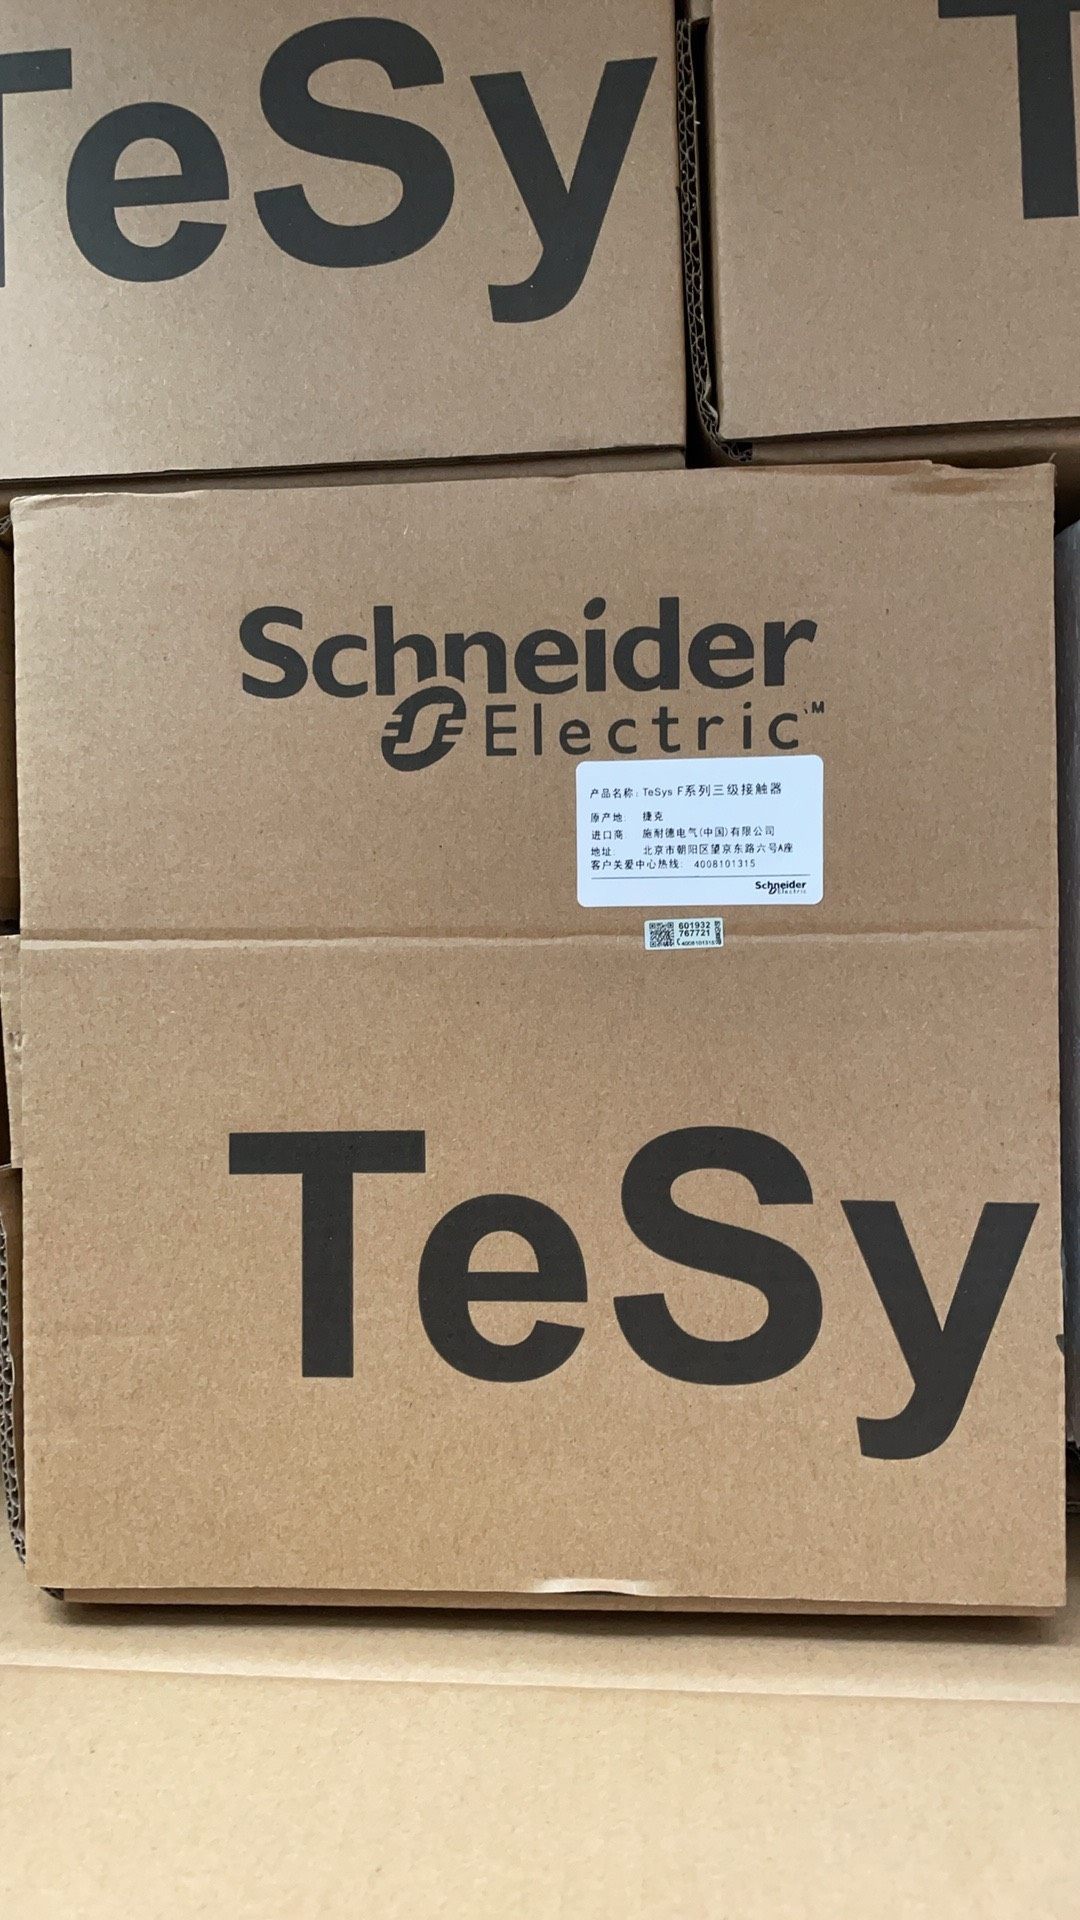 TeSy
T
Schneider
Electric™
产品名称: TeSys F系列三级接触器
原产地: 捷克
进口商: 施耐德电气(中国)有限公司
地址: 北京市朝阳区望京东路六号A座
客户关爱中心热线: 4008101315
Schneider
Electric
601932
767721
4008101315
TeSy